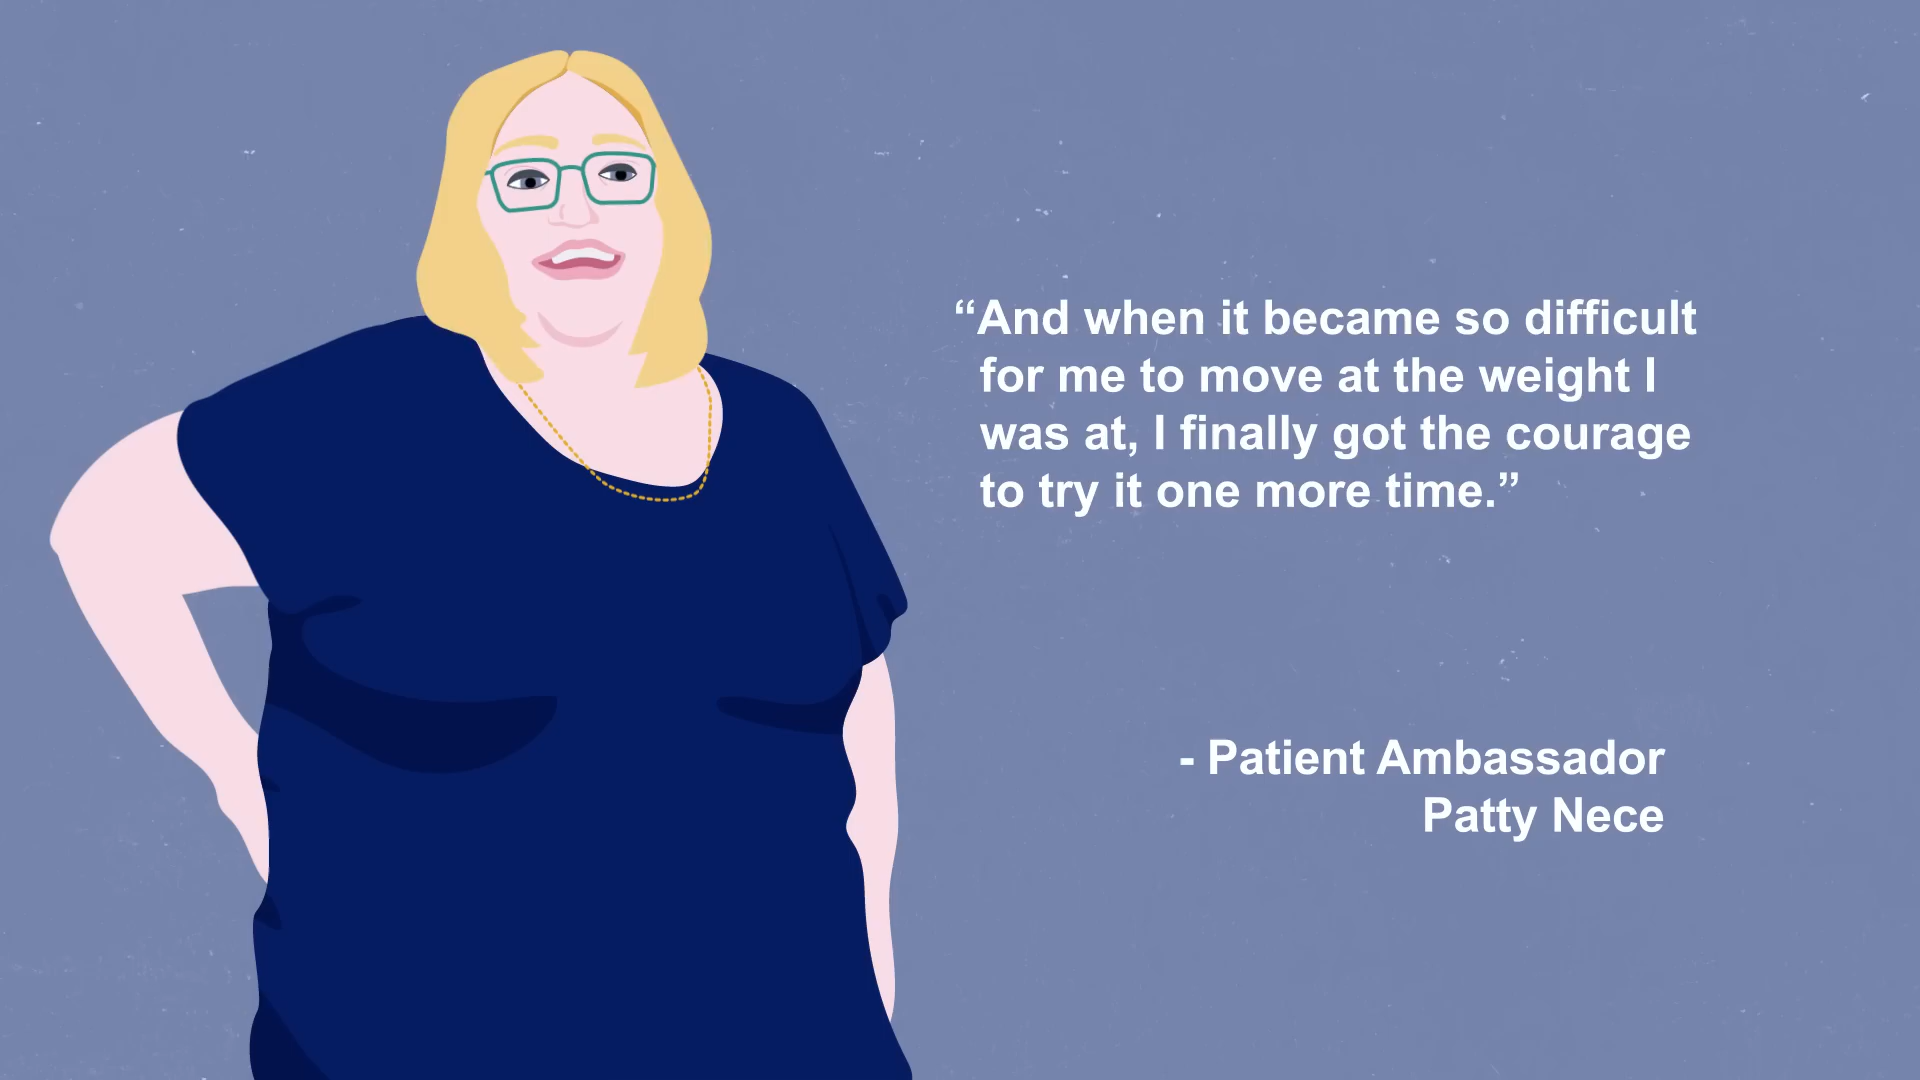 “And when it became so difficult
for me to move at the weight I
was at, I finally got the courage
to try it one more time.”
- Patient Ambassador
Patty Nece